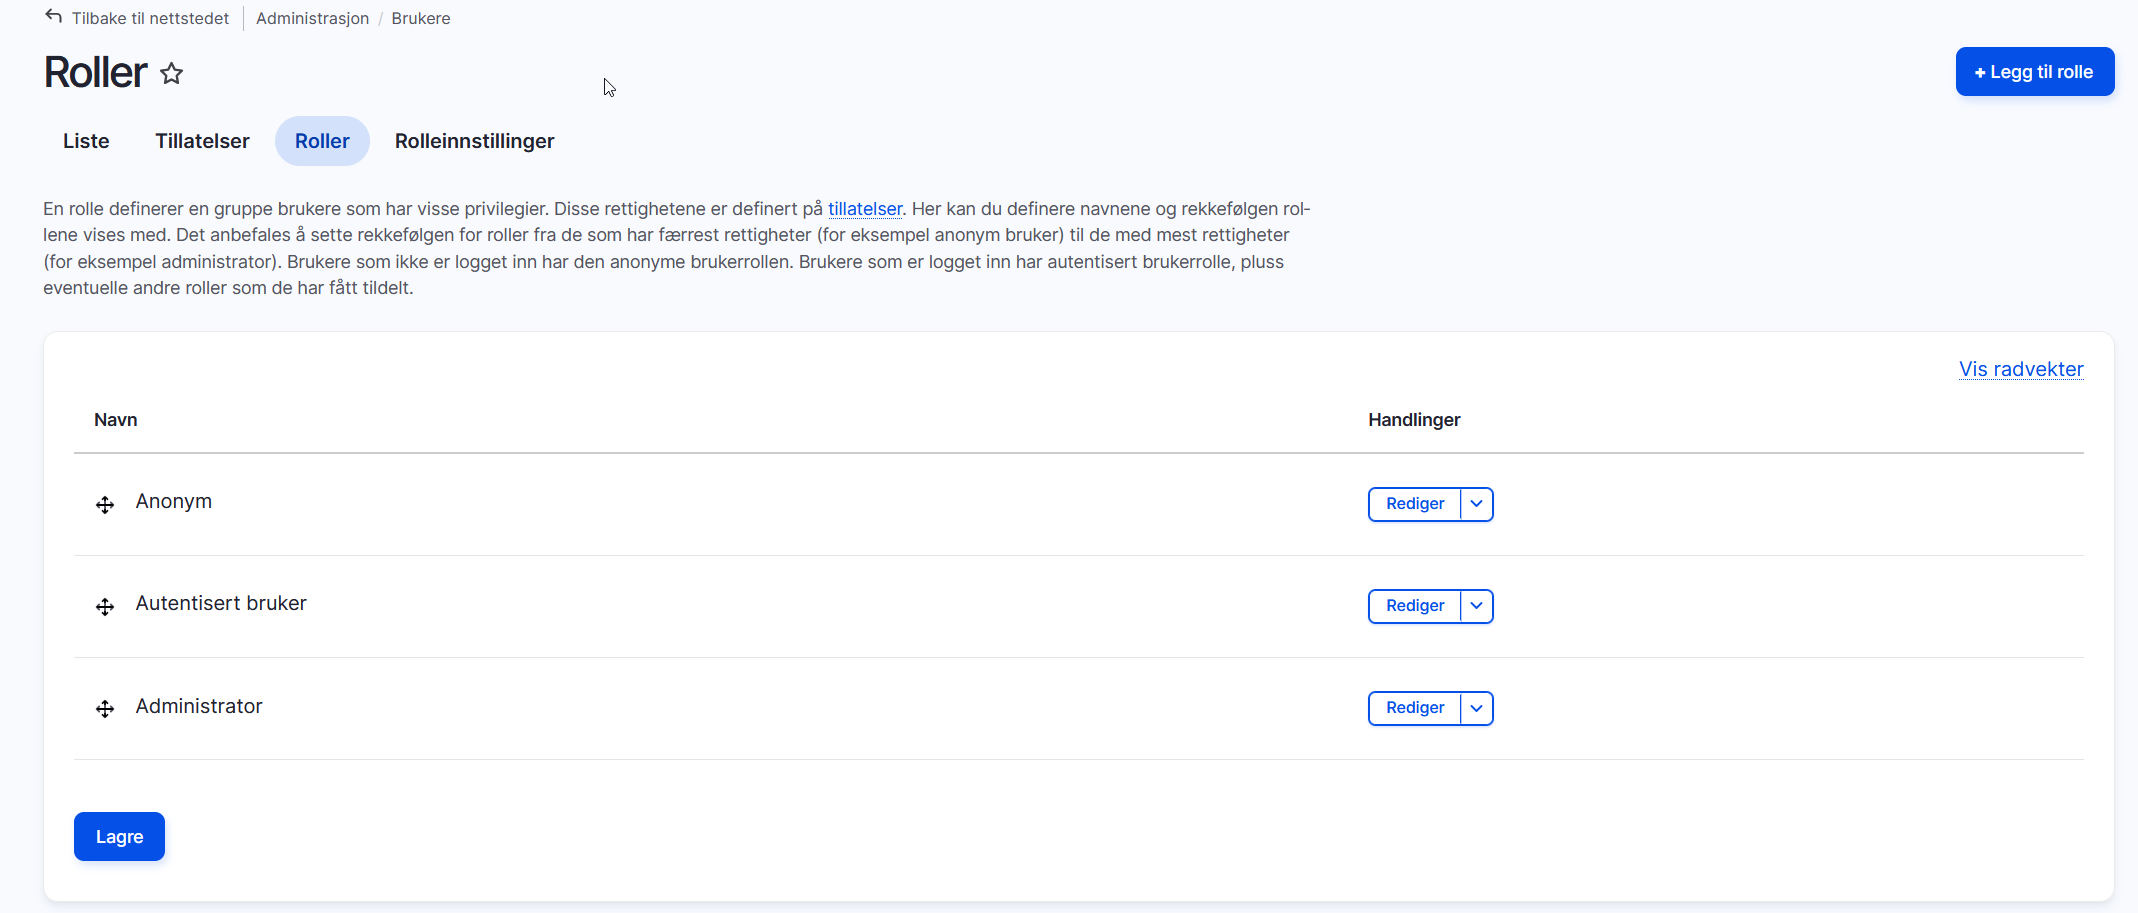 Tilbake til nettstedet Administrasjon / Brukere
Roller
+ Legg til rolle
Liste Tillatelser Roller Rolleinnstillinger
En rolle definerer en gruppe brukere som har visse privilegier. Disse rettighetene er definert på tillatelser. Her kan du definere navnene og rekkefølgen rol-
lene vises med. Det anbefales å sette rekkefølgen for roller fra de som har færrest rettigheter (for eksempel anonym bruker) til de med mest rettigheter
(for eksempel administrator). Brukere som ikke er logget inn har den anonyme brukerrollen. Brukere som er logget inn har autentisert brukerrolle, pluss
eventuelle andre roller som de har fått tildelt.
Vis radvekter
Navn Handlinger
Anonym Rediger
Autentisert bruker Rediger
Administrator Rediger
Lagre